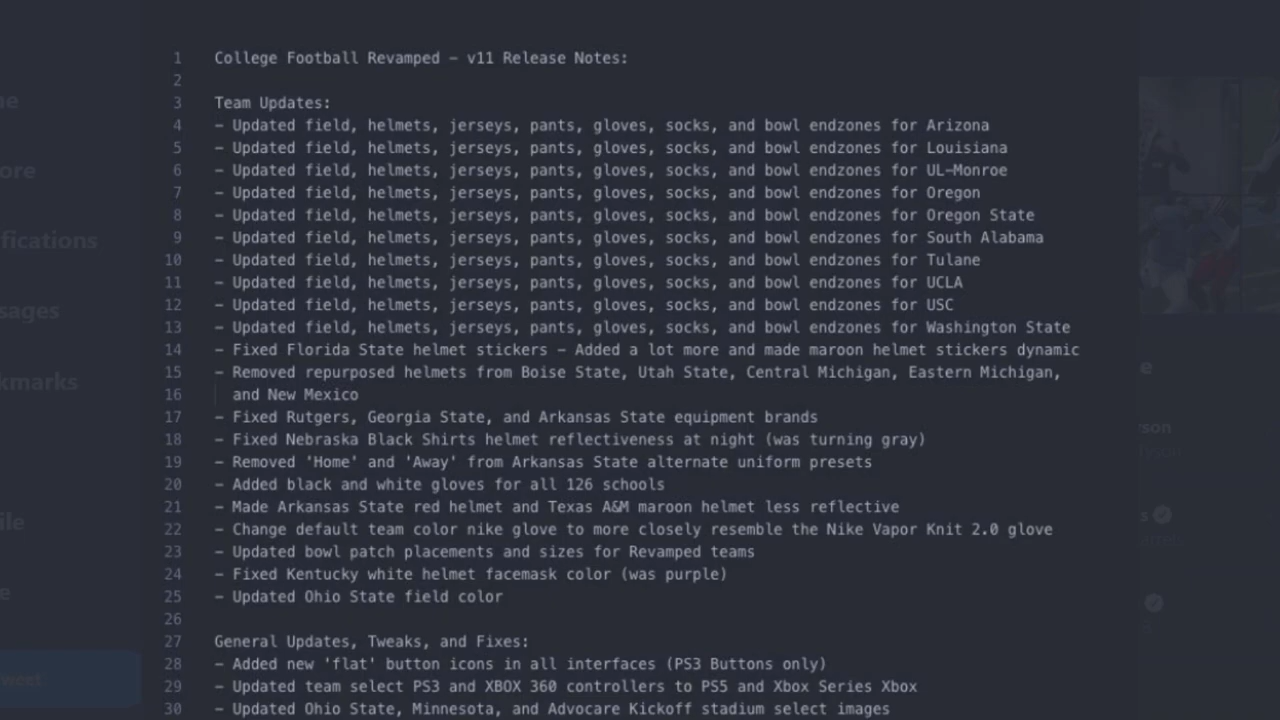 1 College Football Revamped - v11 Release Notes:
2
3 Team Updates:
4 - Updated field, helmets, jerseys, pants, gloves, socks, and bowl endzones for Arizona
5 - Updated field, helmets, jerseys, pants, gloves, socks, and bowl endzones for Louisiana
6 - Updated field, helmets, jerseys, pants, gloves, socks, and bowl endzones for UL-Monroe
7 - Updated field, helmets, jerseys, pants, gloves, socks, and bowl endzones for Oregon
8 - Updated field, helmets, jerseys, pants, gloves, socks, and bowl endzones for Oregon State
9 - Updated field, helmets, jerseys, pants, gloves, socks, and bowl endzones for South Alabama
10 - Updated field, helmets, jerseys, pants, gloves, socks, and bowl endzones for Tulane
11 - Updated field, helmets, jerseys, pants, gloves, socks, and bowl endzones for UCLA
12 - Updated field, helmets, jerseys, pants, gloves, socks, and bowl endzones for USC
13 - Updated field, helmets, jerseys, pants, gloves, socks, and bowl endzones for Washington State
14 - Fixed Florida State helmet stickers - Added a lot more and made maroon helmet stickers dynamic
15 - Removed repurposed helmets from Boise State, Utah State, Central Michigan, Eastern Michigan,
16 and New Mexico
17 - Fixed Rutgers, Georgia State, and Arkansas State equipment brands
18 - Fixed Nebraska Black Shirts helmet reflectiveness at night (was turning gray)
19 - Removed 'Home' and 'Away' from Arkansas State alternate uniform presets
20 - Added black and white gloves for all 126 schools
21 - Made Arkansas State red helmet and Texas A&M maroon helmet less reflective
22 - Change default team color nike glove to more closely resemble the Nike Vapor Knit 2.0 glove
23 - Updated bowl patch placements and sizes for Revamped teams
24 - Fixed Kentucky white helmet facemask color (was purple)
25 - Updated Ohio State field color
26
27 General Updates, Tweaks, and Fixes:
28 - Added new 'flat' button icons in all interfaces (PS3 Buttons only)
29 - Updated team select PS3 and XBOX 360 controllers to PS5 and Xbox Series Xbox
30 - Updated Ohio State, Minnesota, and Advocare Kickoff stadium select images
ore
fications
sages
kmarks